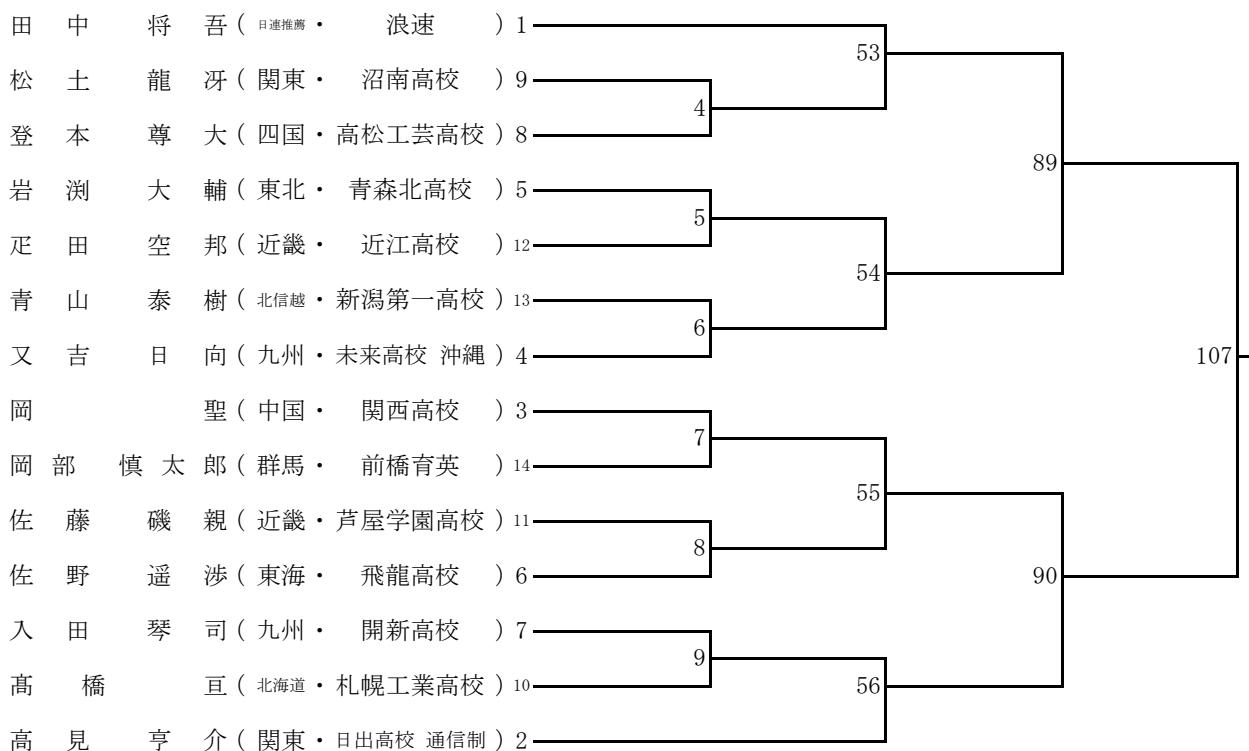 田中 将吾 ( 日連推薦 ・ 浪速 ) 1
53
松土 龍冴 ( 関東 ・ 沼南高校 ) 9
4
登本 尊大 ( 四国 ・ 高松工芸高校 ) 8
89
岩渕 大輔 ( 東北 ・ 青森北高校 ) 5
5
疋田 空邦 ( 近畿 ・ 近江高校 ) 12
54
青山 泰樹 ( 北信越 ・ 新潟第一高校 ) 13
6
又吉 日向 ( 九州 ・ 未来高校 沖縄 ) 4
107
岡 聖 ( 中国 ・ 関西高校 ) 3
7
岡部 慎太郎 ( 群馬 ・ 前橋育英 ) 14
55
佐藤 磯親 ( 近畿 ・ 芦屋学園高校 ) 11
8
佐野 遥渉 ( 東海 ・ 飛龍高校 ) 6
90
入田 琴司 ( 九州 ・ 開新高校 ) 7
9
髙橋 亘 ( 北海道 ・ 札幌工業高校 ) 10
56
高見 亨介 ( 関東 ・ 日出高校 通信制 ) 2